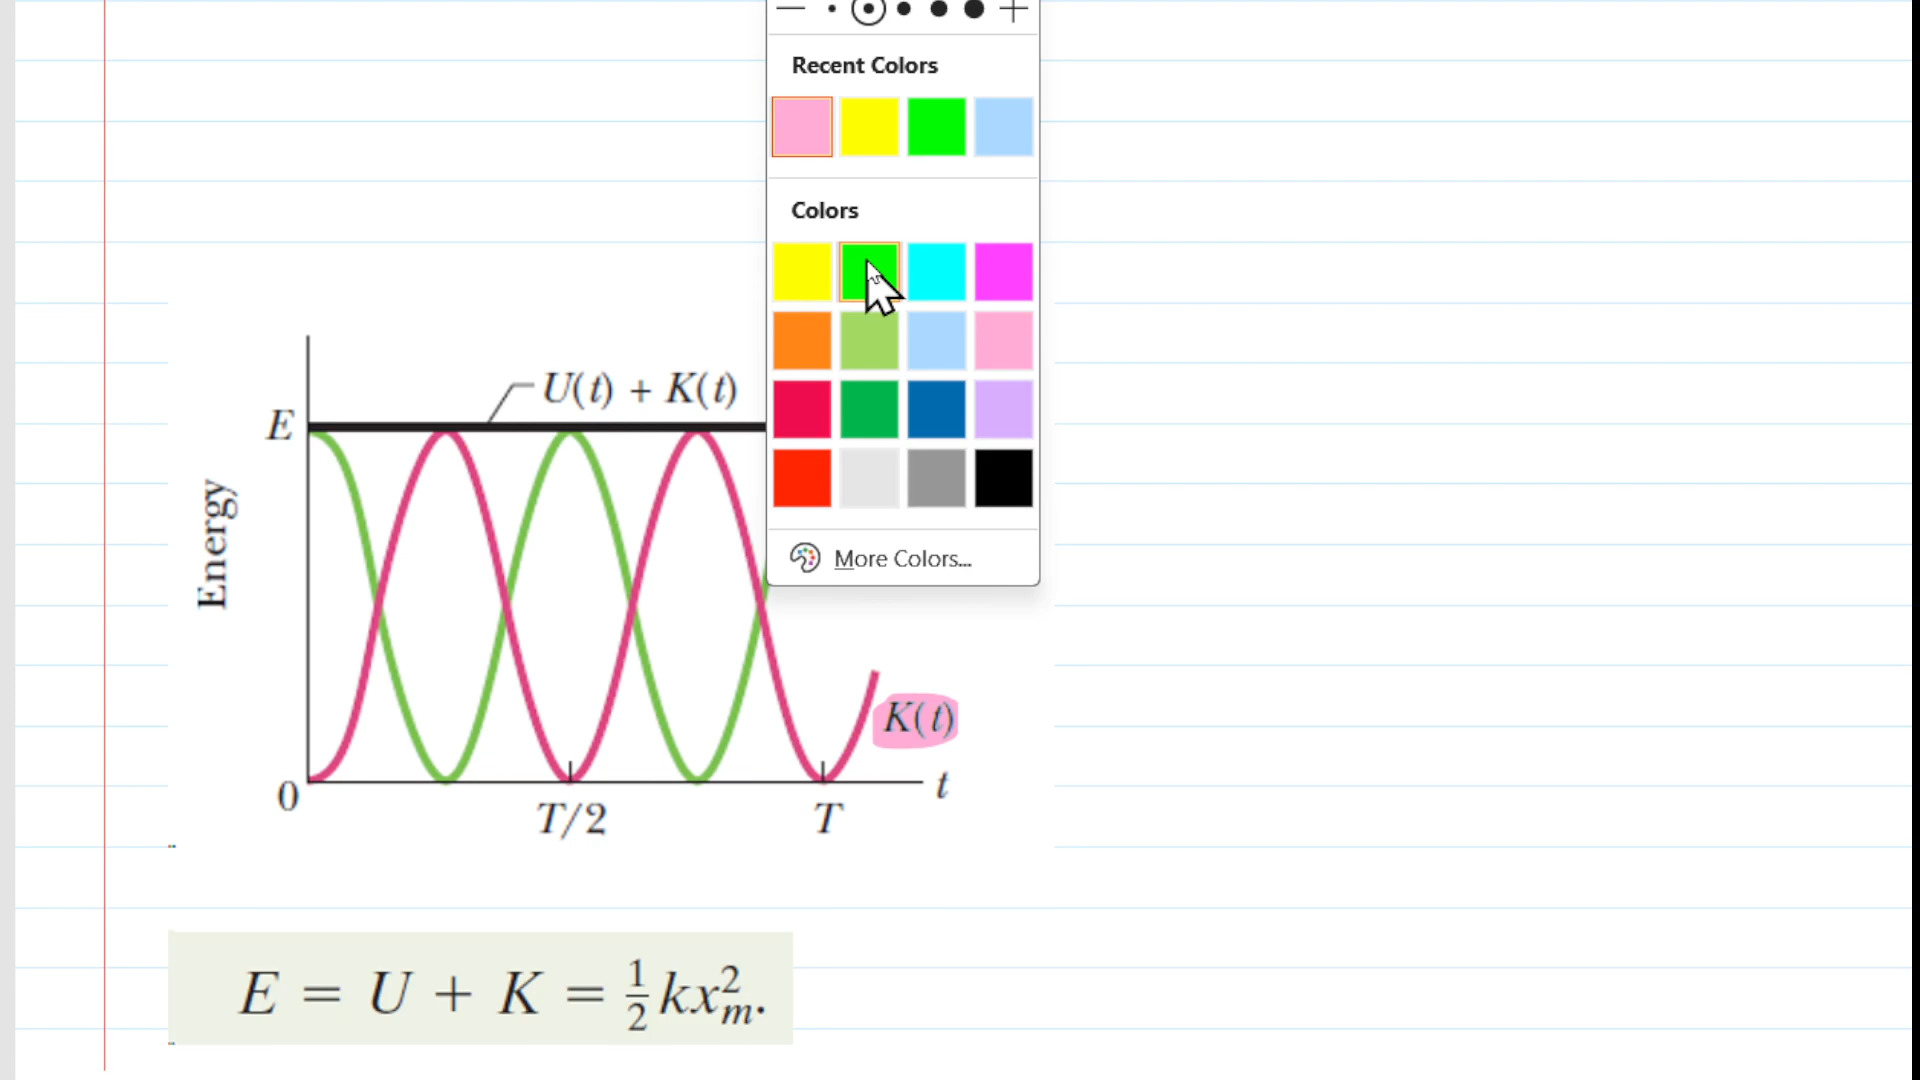 Recent Colors
Colors
U(t) + K(t)
E
Energy
K(t)
0
t
T/2
T
More Colors...
E = U + K = ½kx²ₘ.